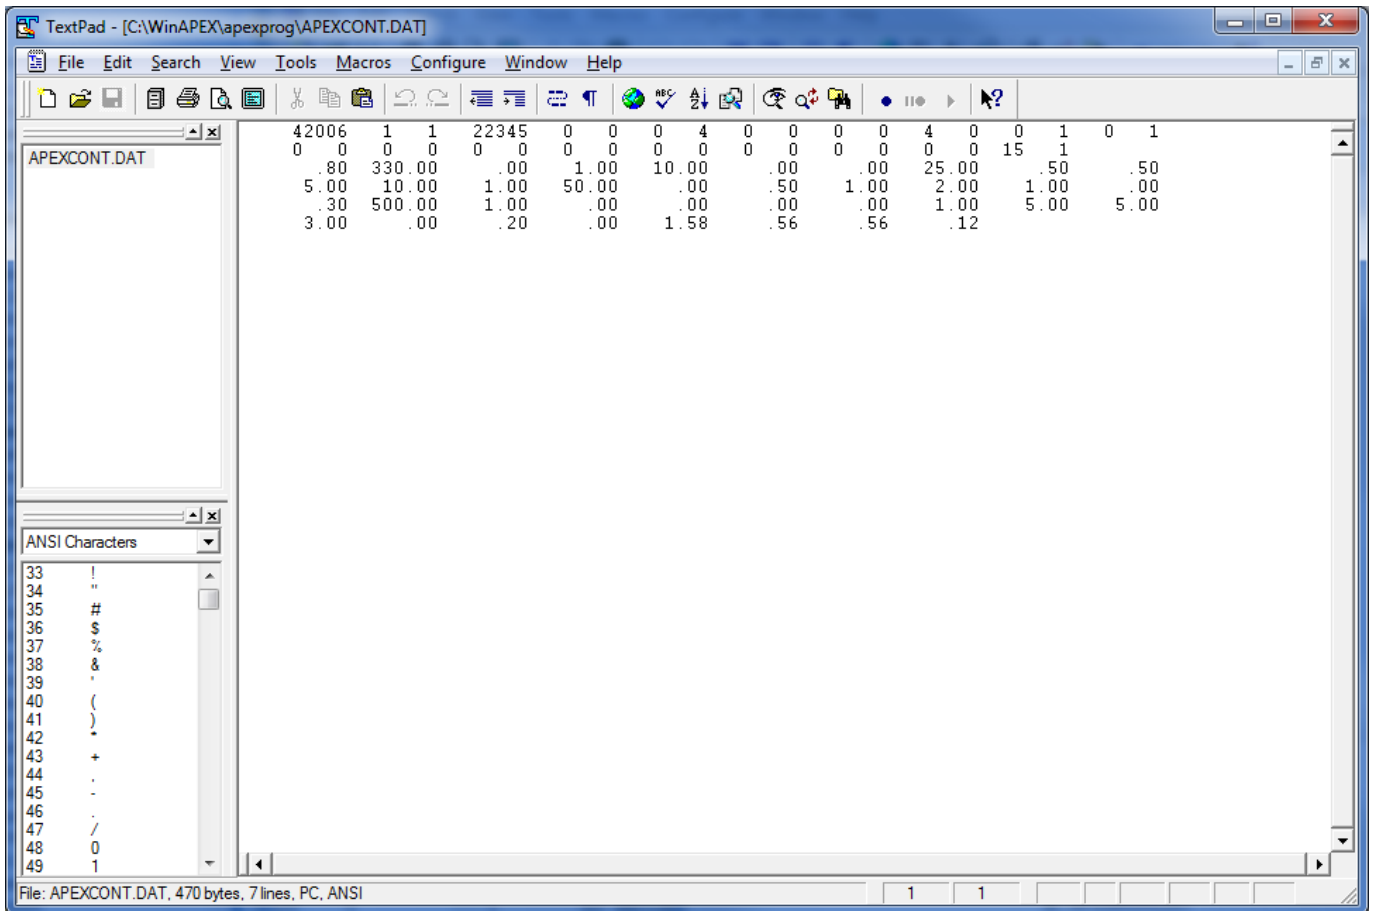 TextPad - [C:\WinAPEX\apexprog\APEXCONT.DAT]
File Edit Search View Tools Macros Configure Window Help
APEXCONT.DAT
42006 1 1 22345 0 0 0 4 0 0 0 0 4 0 0 1 0 1
0 0 0 0 0 0 0 0 0 0 0 0 0 0 0 0 15 1
.80 330.00 .00 1.00 10.00 .00 .00 25.00 .50 .50
5.00 10.00 1.00 50.00 .00 .50 1.00 2.00 1.00 .00
.30 500.00 1.00 .00 .00 .00 .00 1.00 5.00 5.00
3.00 .00 .20 .00 1.58 .56 .56 .12
ANSI Characters
33 !
34 "
35 #
36 $
37 %
38 &
39 '
40 (
41 )
42 *
43 +
44 ,
45 -
46 .
47 /
48 0
49 1
File: APEXCONT.DAT, 470 bytes, 7 lines, PC, ANSI
1 1